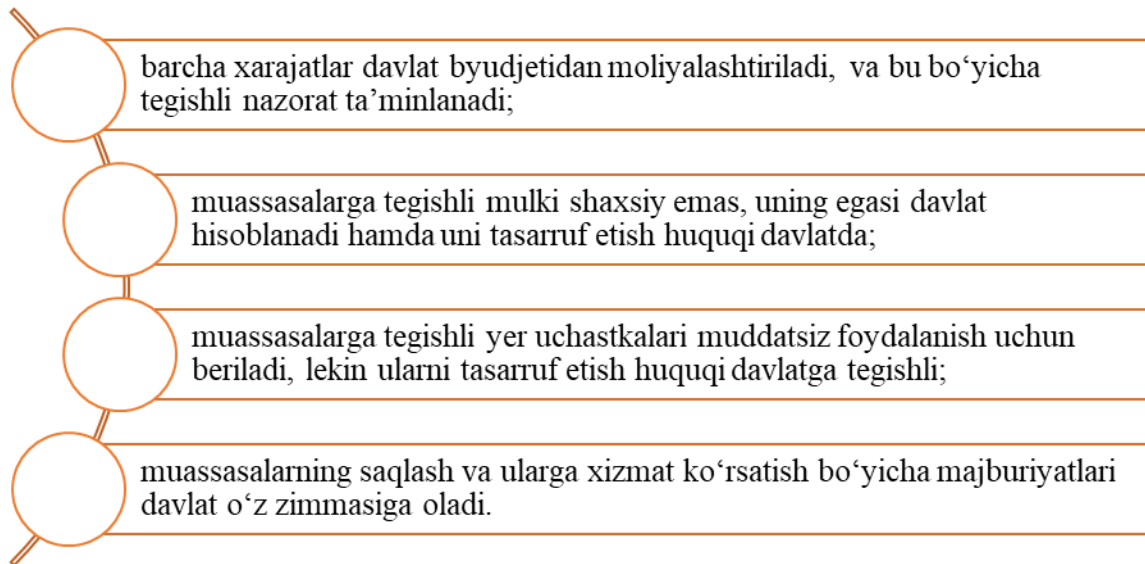 barcha xarajatlar davlat byudjetidan moliyalashtiriladi, va bu bo‘yicha
tegishli nazorat ta’minlanadi;
muassasalarga tegishli mulki shaxsiy emas, uning egasi davlat
hisoblanadi hamda uni tasarruf etish huquqi davlatda;
muassasalarga tegishli yer uchastkalari muddatsiz foydalanish uchun
beriladi, lekin ularni tasarruf etish huquqi davlatga tegishli;
muassasalarning saqlash va ularga xizmat ko‘rsatish bo‘yicha majburiyatlari
davlat o‘z zimmasiga oladi.